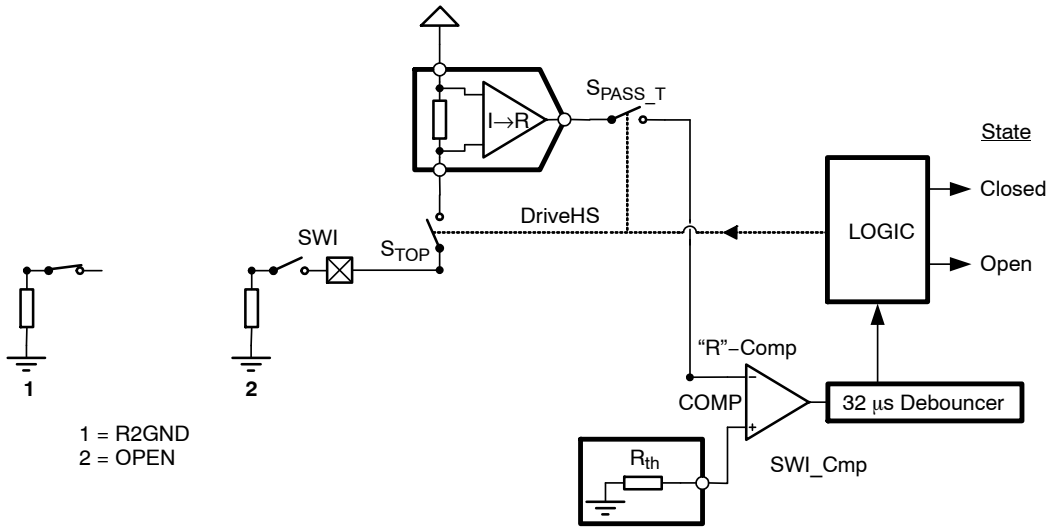 S_PASS_T
I→R
State
Closed
DriveHS
LOGIC
SWI
S_TOP
Open
"R"−Comp
1
2
−
COMP
32 μs Debouncer
+
1 = R2GND
2 = OPEN
R_th
SWI_Cmp